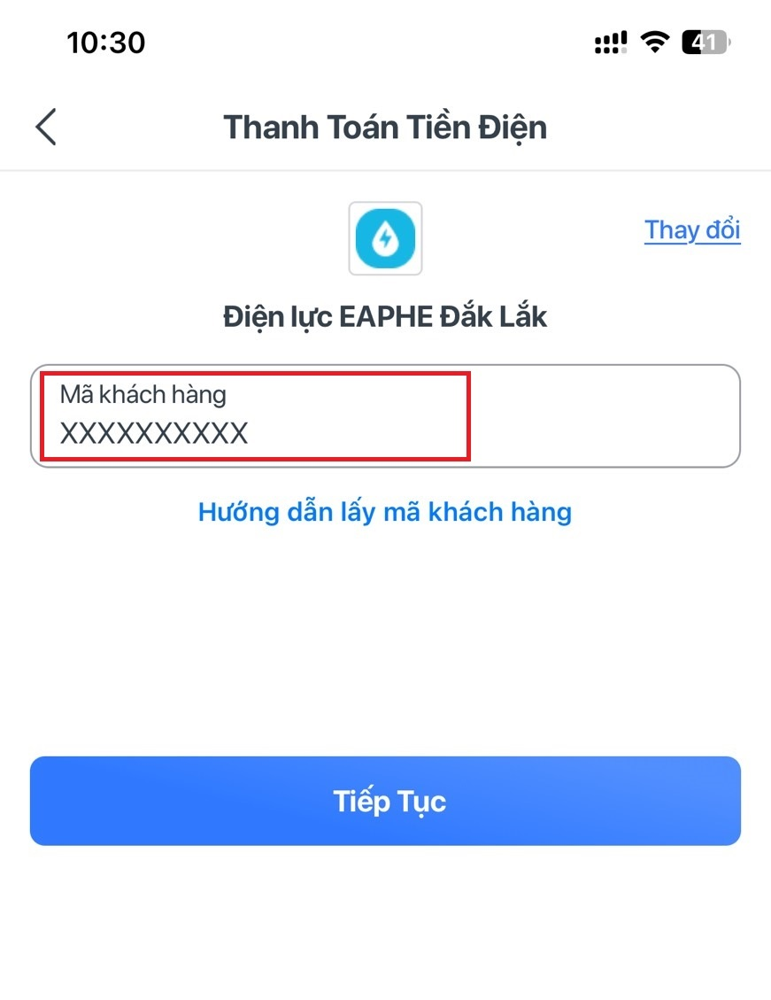 10:30
41
Thanh Toán Tiền Điện
Thay đổi
Điện lực EAPHE Đắk Lắk
Mã khách hàng
XXXXXXXXXX
Hướng dẫn lấy mã khách hàng
Tiếp Tục